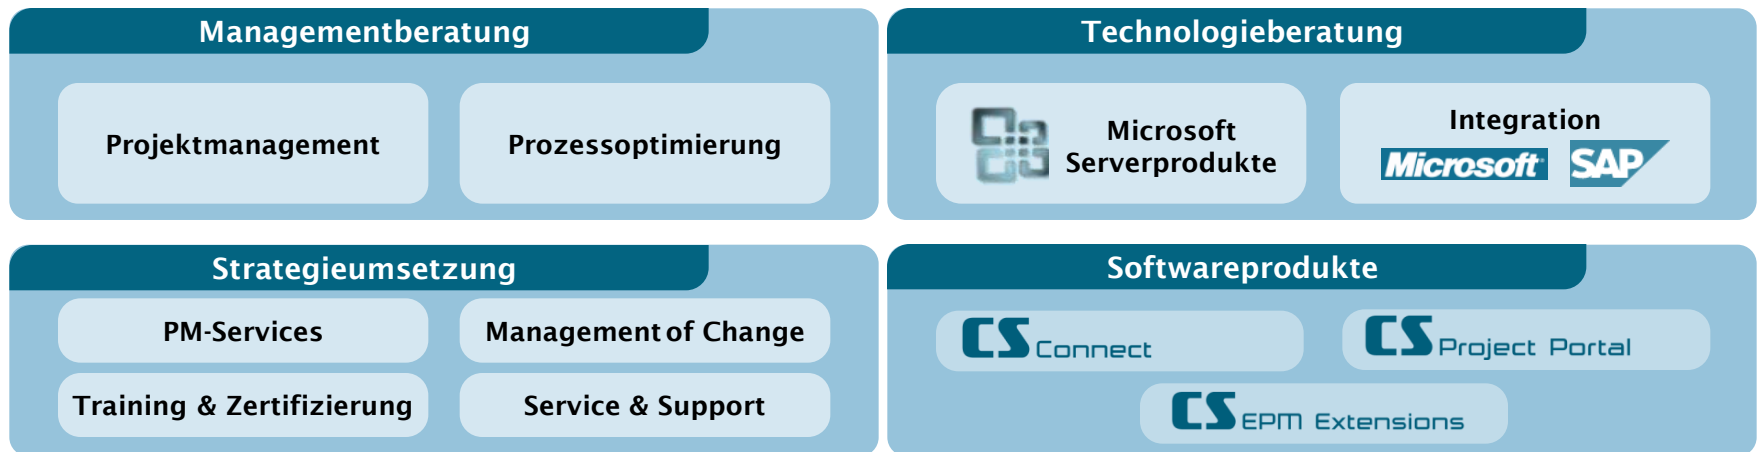 Managementberatung
Projektmanagement
Prozessoptimierung
Technologieberatung
Microsoft
Serverprodukte
Integration
Microsoft
SAP
Strategieumsetzung
PM-Services
Management of Change
Training & Zertifizierung
Service & Support
Softwareprodukte
CS Connect
CS Project Portal
CS EPM Extensions